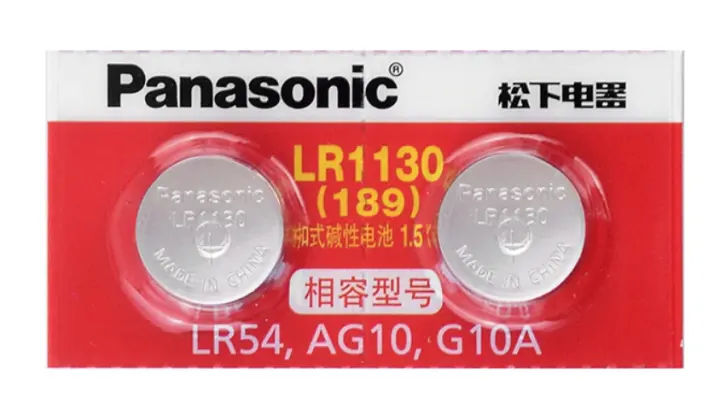 Panasonic® 松下电器
LR1130
(189)
扣式碱性电池 1.5
Panasonic
LR1130
L
MADE IN CHINA
Panasonic
LR1130
L
MADE IN CHINA
相容型号
LR54, AG10, G10A